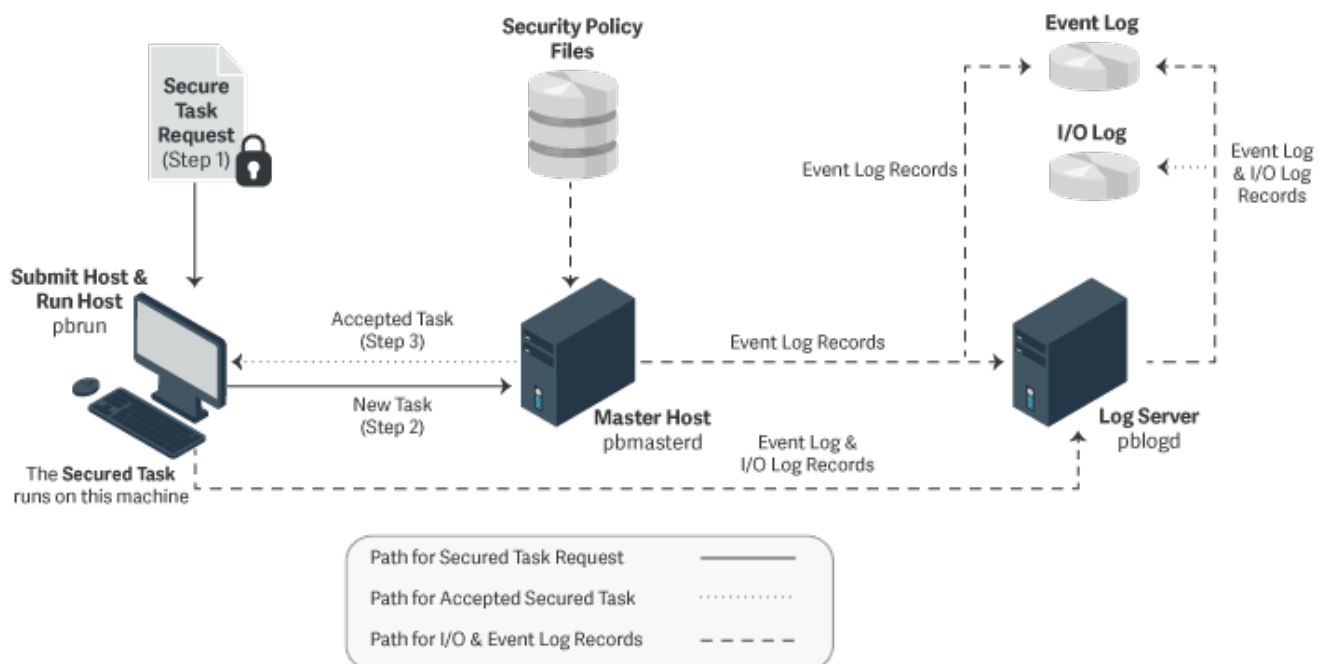 Secure
Task
Request
(Step 1)
Security Policy
Files
Event Log
I/O Log
Event Log Records
Event Log
& I/O Log
Records
Submit Host &
Run Host
pbrun
Accepted Task
(Step 3)
New Task
(Step 2)
Event Log Records
Master Host
pbmasterd
Log Server
pblogd
Event Log &
I/O Log Records
The Secured Task
runs on this machine
Path for Secured Task Request
Path for Accepted Secured Task
Path for I/O & Event Log Records